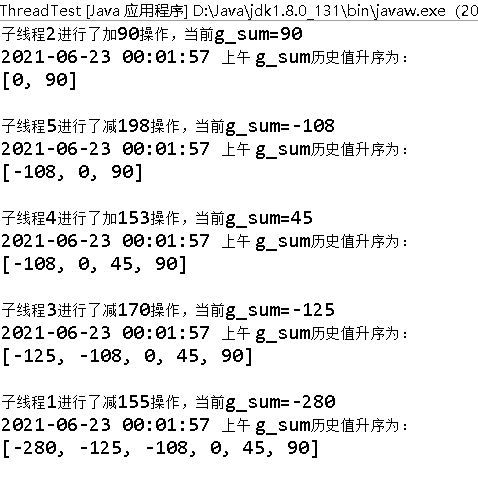 ThreadTest [Java 应用程序] D:\Java\jdk1.8.0_131\bin\javaw.exe（20
子线程2进行了加90操作，当前g_sum=90
2021-06-23 00:01:57 上午 g_sum历史值升序为：
[0, 90]
子线程5进行了减198操作，当前g_sum=-108
2021-06-23 00:01:57 上午 g_sum历史值升序为：
[-108, 0, 90]
子线程4进行了加153操作，当前g_sum=45
2021-06-23 00:01:57 上午 g_sum历史值升序为：
[-108, 0, 45, 90]
子线程3进行了减170操作，当前g_sum=-125
2021-06-23 00:01:57 上午 g_sum历史值升序为：
[-125, -108, 0, 45, 90]
子线程1进行了减155操作，当前g_sum=-280
2021-06-23 00:01:57 上午 g_sum历史值升序为：
[-280, -125, -108, 0, 45, 90]